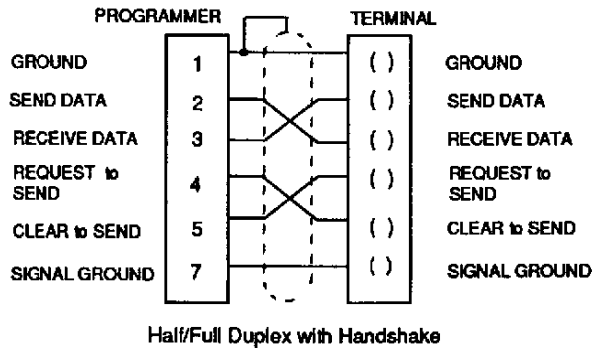 PROGRAMMER TERMINAL
GROUND 1 ( ) GROUND
SEND DATA 2 ( ) SEND DATA
RECEIVE DATA 3 ( ) RECEIVE DATA
REQUEST to
SEND 4 ( ) REQUEST to
SEND
CLEAR to SEND 5 ( ) CLEAR to SEND
SIGNAL GROUND 7 ( ) SIGNAL GROUND
Half/Full Duplex with Handshake